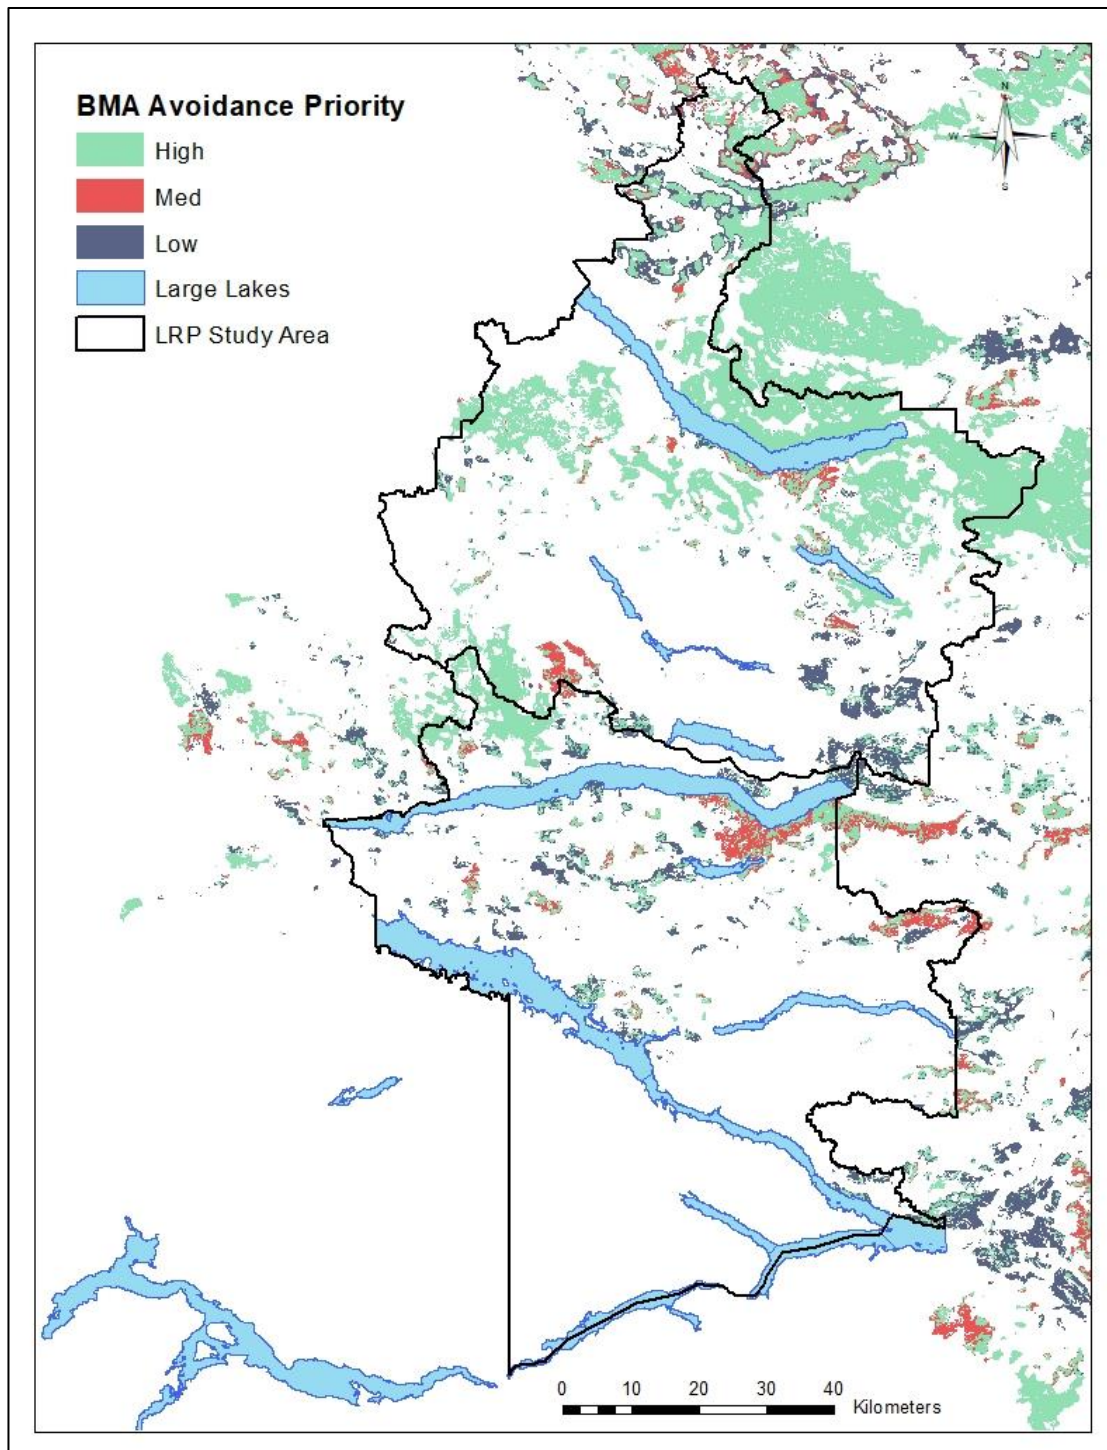 BMA Avoidance Priority
High
Med
Low
Large Lakes
LRP Study Area
N
W
E
S
0 10 20 30 40
Kilometers